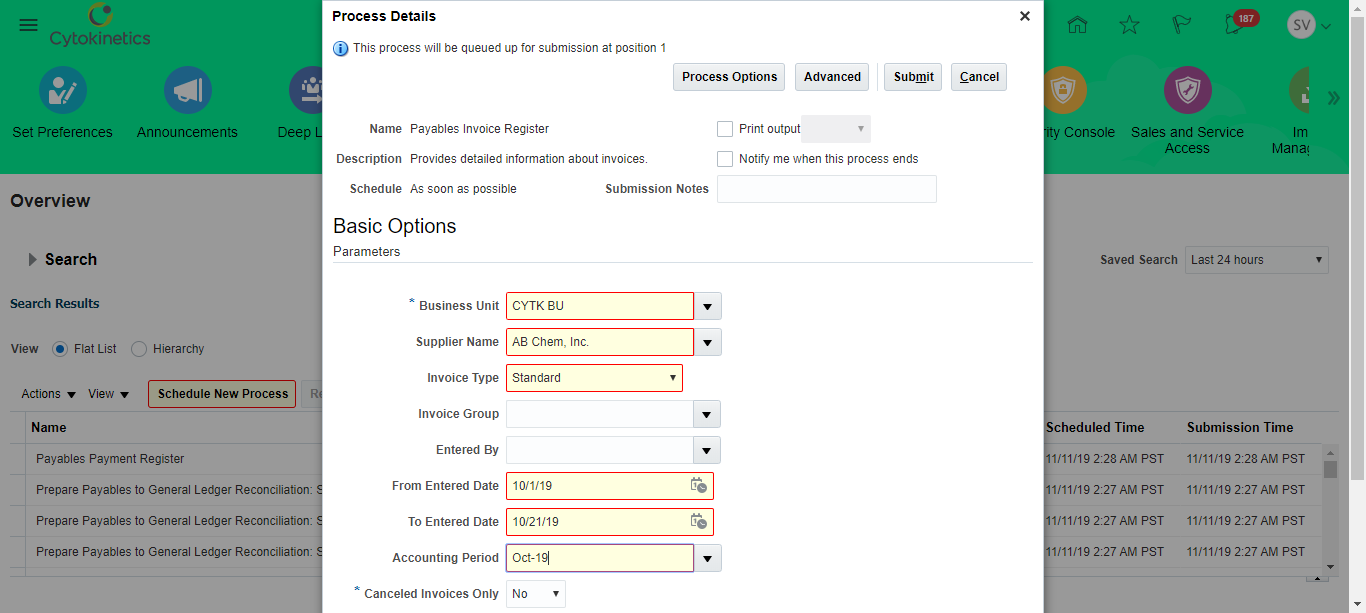 Cytokinetics
187
SV
Set Preferences
Announcements
Deep L
ity Console
Sales and Service
Access
Im
Manag
Process Details
This process will be queued up for submission at position 1
Process Options
Advanced
Submit
Cancel
Name Payables Invoice Register
Print output
Description Provides detailed information about invoices.
Notify me when this process ends
Schedule As soon as possible
Submission Notes
Basic Options
Parameters
* Business Unit CYTK BU
Supplier Name AB Chem, Inc.
Invoice Type Standard
Invoice Group
Entered By
From Entered Date 10/1/19
To Entered Date 10/21/19
Accounting Period Oct-19
* Canceled Invoices Only No
Overview
Search
Saved Search Last 24 hours
Search Results
View Flat List Hierarchy
Actions View Schedule New Process Re
Name Scheduled Time Submission Time
Payables Payment Register 11/11/19 2:28 AM PST 11/11/19 2:28 AM PST
Prepare Payables to General Ledger Reconciliation: S 11/11/19 2:27 AM PST 11/11/19 2:27 AM PST
Prepare Payables to General Ledger Reconciliation: S 11/11/19 2:27 AM PST 11/11/19 2:27 AM PST
Prepare Payables to General Ledger Reconciliation: S 11/11/19 2:27 AM PST 11/11/19 2:27 AM PST